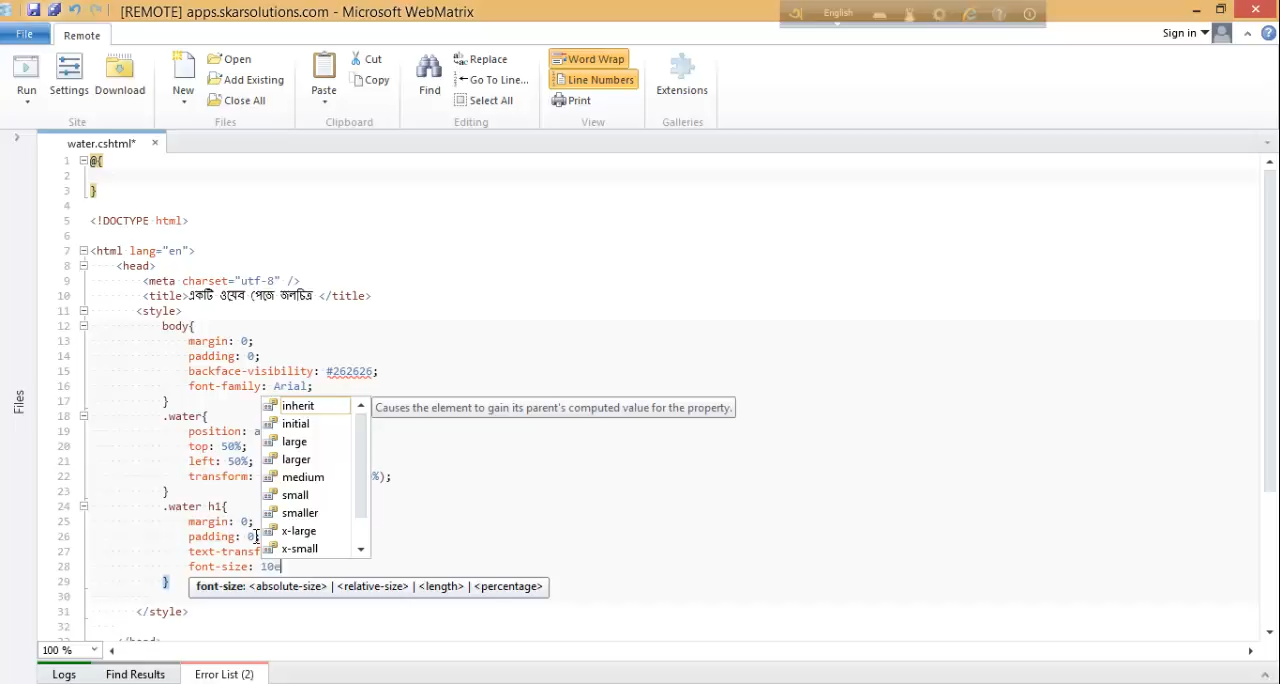 [REMOTE] apps.skarsolutions.com - Microsoft WebMatrix
English
File
Remote
Sign in
Run
Settings
Download
Site
New
Open
Add Existing
Close All
Files
Paste
Cut
Copy
Clipboard
Find
Replace
Go To Line...
Select All
Editing
Word Wrap
Line Numbers
Print
View
Extensions
Galleries
water.cshtml*
Files
1 @{
2
3 }
4
5 <!DOCTYPE html>
6
7 <html lang="en">
8 <head>
9 <meta charset="utf-8" />
10 <title>একটি ওয়েব পেজে জলচিত্র </title>
11 <style>
12 body{
13 margin: 0;
14 padding: 0;
15 backface-visibility: #262626;
16 font-family: Arial;
17 }
18 .water{
19 position: a
20 top: 50%;
21 left: 50%;
22 transform: %);
23 }
24 .water h1{
25 margin: 0;
26 padding: 0
27 text-transf
28 font-size: 10e
29 }
30
31 </style>
32
inherit
initial
large
larger
medium
small
smaller
x-large
x-small
Causes the element to gain its parent's computed value for the property.
font-size: <absolute-size> | <relative-size> | <length> | <percentage>
100 %
Logs
Find Results
Error List (2)